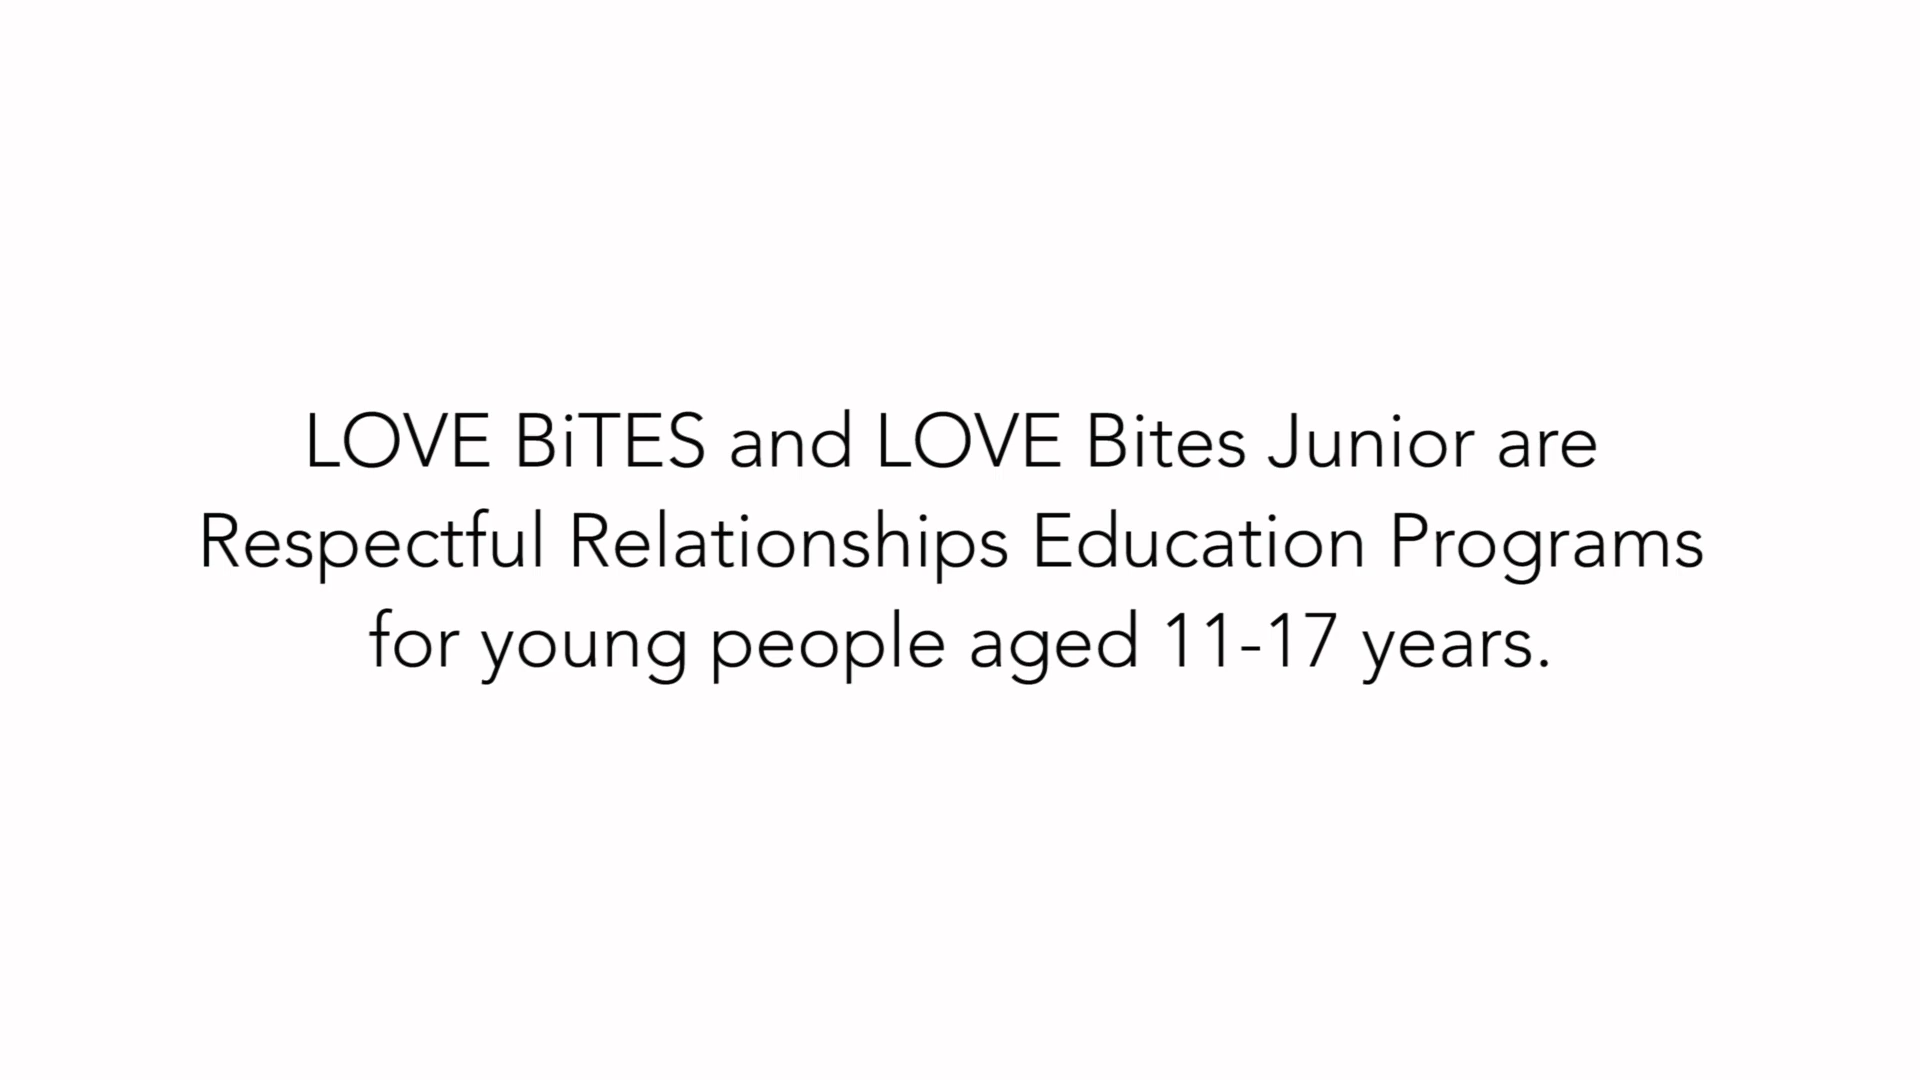 LOVE BiTES and LOVE Bites Junior are
Respectful Relationships Education Programs
for young people aged 11-17 years.